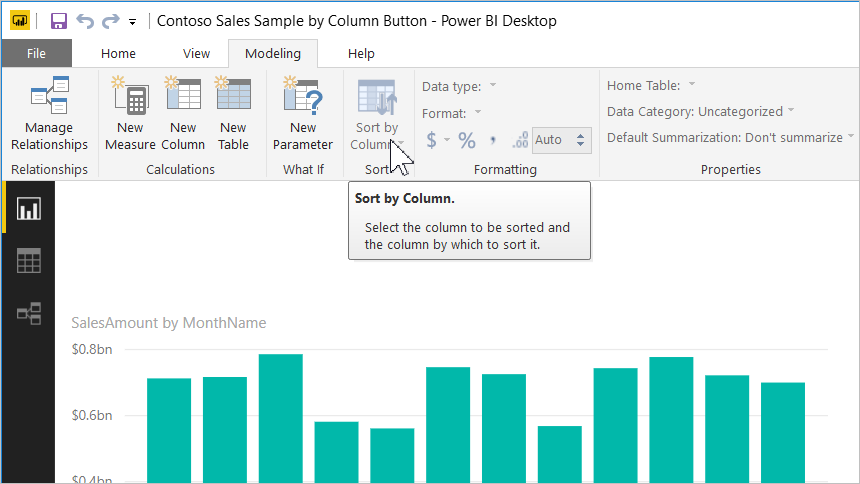 Contoso Sales Sample by Column Button - Power BI Desktop
File Home View Modeling Help
Manage Relationships
Relationships
New Measure
New Column
New Table
Calculations
New Parameter
What If
Sort by
Sort
Data type:
Format:
$ % , .00 Auto
Formatting
Home Table:
Data Category: Uncategorized
Default Summarization: Don't summarize
Properties
Sort by Column.
Select the column to be sorted and
the column by which to sort it.
SalesAmount by MonthName
$0.8bn
$0.6bn
$0.4bn